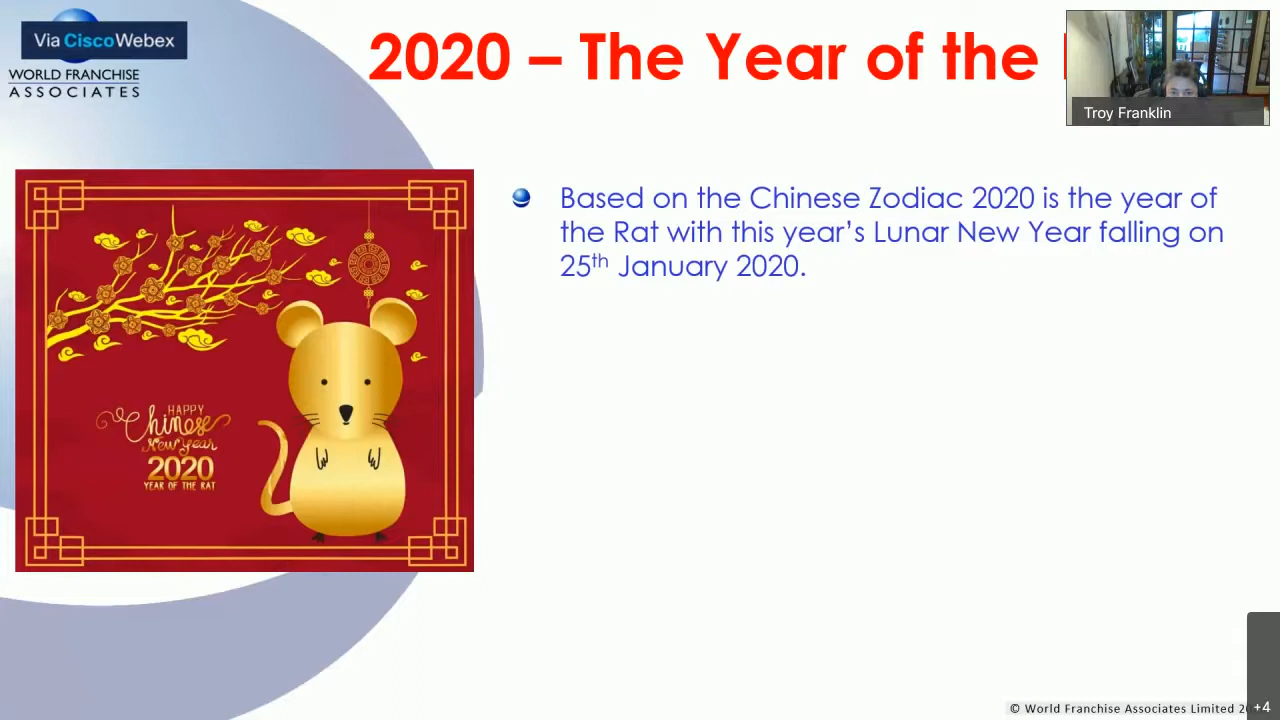 Via CiscoWebex
WORLD FRANCHISE
ASSOCIATES
2020 – The Year of the
Troy Franklin
Based on the Chinese Zodiac 2020 is the year of
the Rat with this year’s Lunar New Year falling on
25th January 2020.
HAPPY
Chinese
New Year
2020
YEAR OF THE RAT
© World Franchise Associates Limited
+4